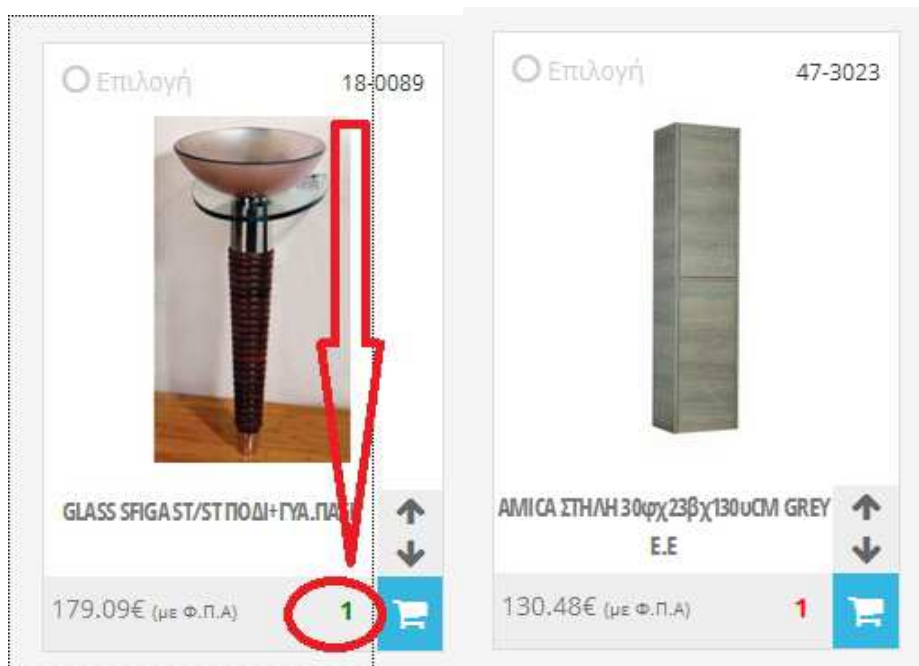 Επιλογή 18-0089
GLASS SFIGA ST/ST ΠΟΔΙ+ΓΥΑ.
179.09€ (με Φ.Π.Α) 1
Επιλογή 47-3023
AMICA ΣΤΗΛΗ 30φχ23βχ130υCM GREY
E.E
130.48€ (με Φ.Π.Α) 1